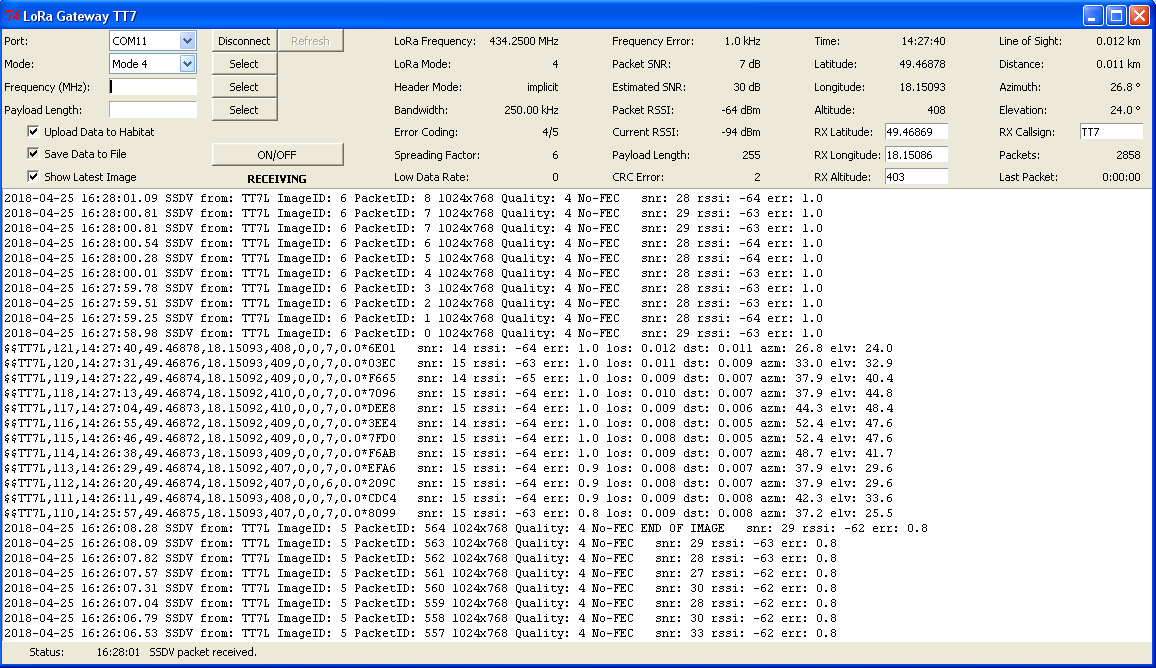 LoRa Gateway TT7
Port: COM11 Disconnect Refresh LoRa Frequency: 434.2500 MHz Frequency Error: 1.0 kHz Time: 14:27:40 Line of Sight: 0.012 km
Mode: Mode 4 Select LoRa Mode: 4 Packet SNR: 7 dB Latitude: 49.46878 Distance: 0.011 km
Frequency (MHz): Select Header Mode: implicit Estimated SNR: 30 dB Longitude: 18.15093 Azimuth: 26.8 °
Payload Length: Select Bandwidth: 250.00 kHz Packet RSSI: -64 dBm Altitude: 408 Elevation: 24.0 °
Upload Data to Habitat Error Coding: 4/5 Current RSSI: -94 dBm RX Latitude: 49.46869 RX Callsign: TT7
Save Data to File ON/OFF Spreading Factor: 6 Payload Length: 255 RX Longitude: 18.15086 Packets: 2858
Show Latest Image RECEIVING Low Data Rate: 0 CRC Error: 2 RX Altitude: 403 Last Packet: 0:00:00
2018-04-25 16:28:01.09 SSDV from: TT7L ImageID: 6 PacketID: 8 1024x768 Quality: 4 No-FEC snr: 28 rssi: -64 err: 1.0
2018-04-25 16:28:00.81 SSDV from: TT7L ImageID: 6 PacketID: 7 1024x768 Quality: 4 No-FEC snr: 29 rssi: -63 err: 1.0
2018-04-25 16:28:00.81 SSDV from: TT7L ImageID: 6 PacketID: 7 1024x768 Quality: 4 No-FEC snr: 29 rssi: -63 err: 1.0
2018-04-25 16:28:00.54 SSDV from: TT7L ImageID: 6 PacketID: 6 1024x768 Quality: 4 No-FEC snr: 28 rssi: -64 err: 1.0
2018-04-25 16:28:00.28 SSDV from: TT7L ImageID: 6 PacketID: 5 1024x768 Quality: 4 No-FEC snr: 28 rssi: -64 err: 1.0
2018-04-25 16:28:00.01 SSDV from: TT7L ImageID: 6 PacketID: 4 1024x768 Quality: 4 No-FEC snr: 28 rssi: -63 err: 1.0
2018-04-25 16:27:59.78 SSDV from: TT7L ImageID: 6 PacketID: 3 1024x768 Quality: 4 No-FEC snr: 28 rssi: -63 err: 1.0
2018-04-25 16:27:59.51 SSDV from: TT7L ImageID: 6 PacketID: 2 1024x768 Quality: 4 No-FEC snr: 28 rssi: -63 err: 1.0
2018-04-25 16:27:59.25 SSDV from: TT7L ImageID: 6 PacketID: 1 1024x768 Quality: 4 No-FEC snr: 28 rssi: -64 err: 1.0
2018-04-25 16:27:58.98 SSDV from: TT7L ImageID: 6 PacketID: 0 1024x768 Quality: 4 No-FEC snr: 29 rssi: -63 err: 1.0
$$TT7L,121,14:27:40,49.46878,18.15093,408,0,0,7,0.0*6E01 snr: 14 rssi: -64 err: 1.0 los: 0.012 dst: 0.011 azm: 26.8 elv: 24.0
$$TT7L,120,14:27:31,49.46876,18.15093,409,0,0,7,0.0*03EC snr: 15 rssi: -63 err: 1.0 los: 0.011 dst: 0.009 azm: 33.0 elv: 32.9
$$TT7L,119,14:27:22,49.46874,18.15092,409,0,0,7,0.0*F665 snr: 14 rssi: -65 err: 1.0 los: 0.009 dst: 0.007 azm: 37.9 elv: 40.4
$$TT7L,118,14:27:13,49.46874,18.15092,410,0,0,7,0.0*7096 snr: 15 rssi: -64 err: 1.0 los: 0.010 dst: 0.007 azm: 37.9 elv: 44.8
$$TT7L,117,14:27:04,49.46873,18.15092,410,0,0,7,0.0*DEE8 snr: 15 rssi: -64 err: 1.0 los: 0.009 dst: 0.006 azm: 44.3 elv: 48.4
$$TT7L,116,14:26:55,49.46872,18.15092,409,0,0,7,0.0*3EE4 snr: 15 rssi: -64 err: 1.0 los: 0.008 dst: 0.005 azm: 52.4 elv: 47.6
$$TT7L,115,14:26:46,49.46872,18.15092,409,0,0,7,0.0*7FD0 snr: 15 rssi: -64 err: 1.0 los: 0.008 dst: 0.005 azm: 52.4 elv: 47.6
$$TT7L,114,14:26:38,49.46873,18.15093,409,0,0,7,0.0*F6AB snr: 15 rssi: -64 err: 1.0 los: 0.009 dst: 0.007 azm: 48.7 elv: 41.7
$$TT7L,113,14:26:29,49.46874,18.15092,407,0,0,7,0.0*EFA6 snr: 15 rssi: -64 err: 0.9 los: 0.008 dst: 0.007 azm: 37.9 elv: 29.6
$$TT7L,112,14:26:20,49.46874,18.15092,407,0,0,6,0.0*209C snr: 15 rssi: -64 err: 0.9 los: 0.008 dst: 0.007 azm: 37.9 elv: 29.6
$$TT7L,111,14:26:11,49.46874,18.15093,408,0,0,7,0.0*CDC4 snr: 15 rssi: -64 err: 0.9 los: 0.009 dst: 0.008 azm: 42.3 elv: 33.6
$$TT7L,110,14:25:57,49.46875,18.15093,407,0,0,7,0.0*8099 snr: 15 rssi: -63 err: 0.8 los: 0.009 dst: 0.008 azm: 37.2 elv: 25.5
2018-04-25 16:26:08.28 SSDV from: TT7L ImageID: 5 PacketID: 564 1024x768 Quality: 4 No-FEC END OF IMAGE snr: 29 rssi: -62 err: 0.8
2018-04-25 16:26:08.09 SSDV from: TT7L ImageID: 5 PacketID: 563 1024x768 Quality: 4 No-FEC snr: 29 rssi: -63 err: 0.8
2018-04-25 16:26:07.82 SSDV from: TT7L ImageID: 5 PacketID: 562 1024x768 Quality: 4 No-FEC snr: 28 rssi: -63 err: 0.8
2018-04-25 16:26:07.57 SSDV from: TT7L ImageID: 5 PacketID: 561 1024x768 Quality: 4 No-FEC snr: 27 rssi: -62 err: 0.8
2018-04-25 16:26:07.31 SSDV from: TT7L ImageID: 5 PacketID: 560 1024x768 Quality: 4 No-FEC snr: 30 rssi: -62 err: 0.8
2018-04-25 16:26:07.04 SSDV from: TT7L ImageID: 5 PacketID: 559 1024x768 Quality: 4 No-FEC snr: 28 rssi: -62 err: 0.8
2018-04-25 16:26:06.79 SSDV from: TT7L ImageID: 5 PacketID: 558 1024x768 Quality: 4 No-FEC snr: 30 rssi: -62 err: 0.8
2018-04-25 16:26:06.53 SSDV from: TT7L ImageID: 5 PacketID: 557 1024x768 Quality: 4 No-FEC snr: 33 rssi: -62 err: 0.8
Status: 16:28:01 SSDV packet received.